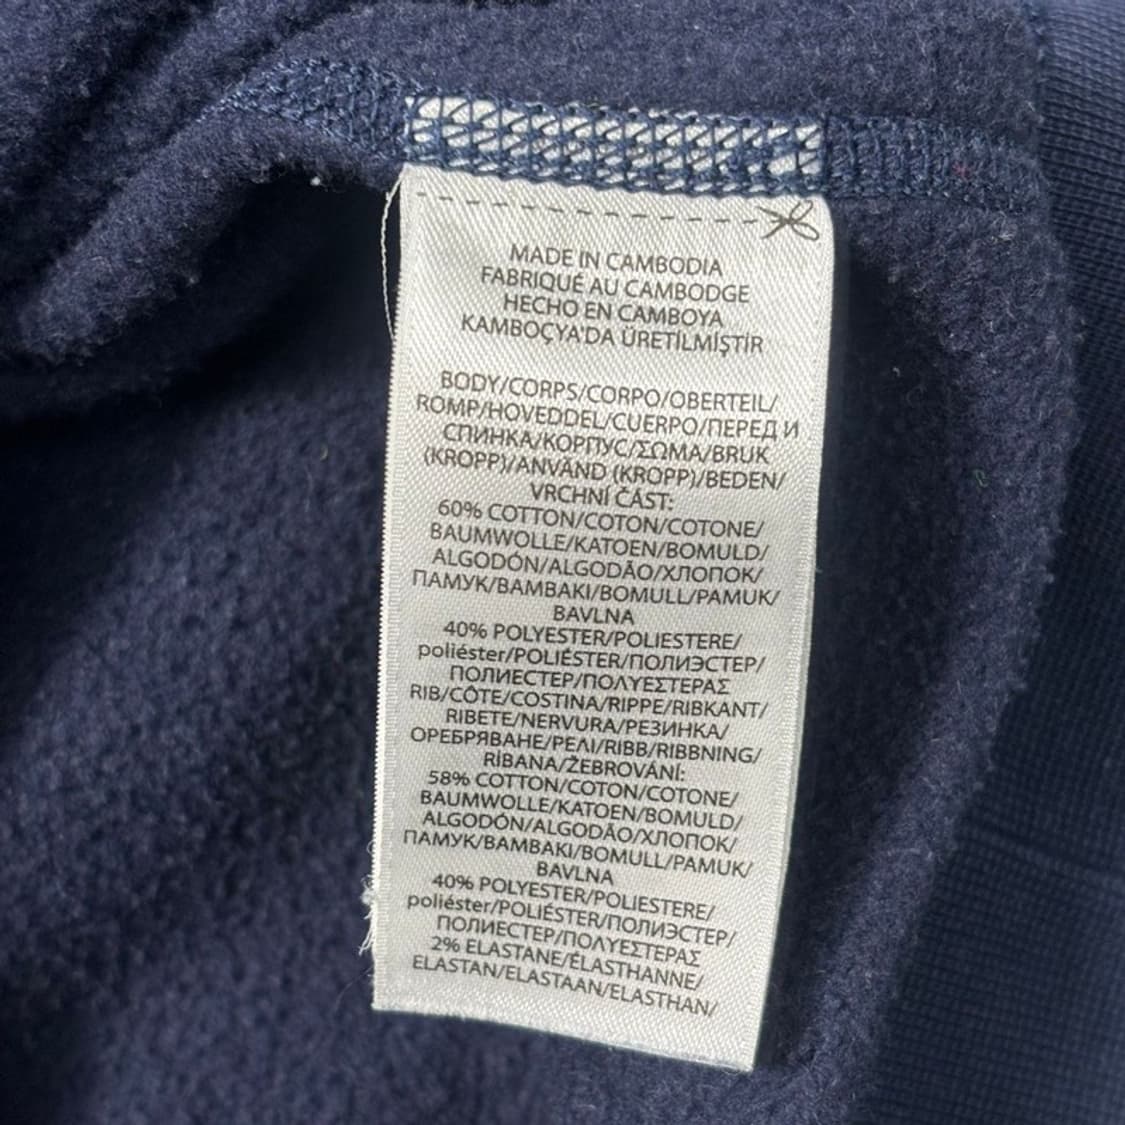 MADE IN CAMBODIA
FABRIQUÉ AU CAMBODGE
HECHO EN CAMBOYA
KAMBOÇYA'DA ÜRETİLMİŞTİR
BODY/CORPS/CORPO/OBERTEIL/
ROMP/HOVEDDEL/CUERPO/ПЕРЕД И
СПИНКА/КОРПУС/ΣΩΜΑ/BRUK
(KROPP)/ANVÄND (KROPP)/BEDEN/
VRCHNÍ ČÁST:
60% COTTON/COTON/COTONE/
BAUMWOLLE/KATOEN/BOMULD/
ALGODÓN/ALGODÃO/ХЛОПОК/
ПАМУК/BAMBAKI/BOMULL/PAMUK/
BAVLNA
40% POLYESTER/POLIESTERE/
poliéster/POLIÉSTER/ПОЛИЭСТЕР/
ПОЛИЕСТЕР/ΠΟΛΥΕΣΤΕΡΑΣ
RIB/CÔTE/COSTINA/RIPPE/RIBKANT/
RIBETE/NERVURA/РЕЗИНКА/
ОРЕБРЯВАНЕ/ΡΕΛΙ/RIBB/RIBBNING/
RİBANA/ŽEBROVÁNÍ:
58% COTTON/COTON/COTONE/
BAUMWOLLE/KATOEN/BOMULD/
ALGODÓN/ALGODÃO/ХЛОПОК/
ПАМУК/BAMBAKI/BOMULL/PAMUK/
BAVLNA
40% POLYESTER/POLIESTERE/
poliéster/POLIÉSTER/ПОЛИЭСТЕР/
ПОЛИЕСТЕР/ΠΟΛΥΕΣΤΕΡΑΣ
2% ELASTANE/ÉLASTHANNE/
ELASTAN/ELASTAAN/ELASTHAN/